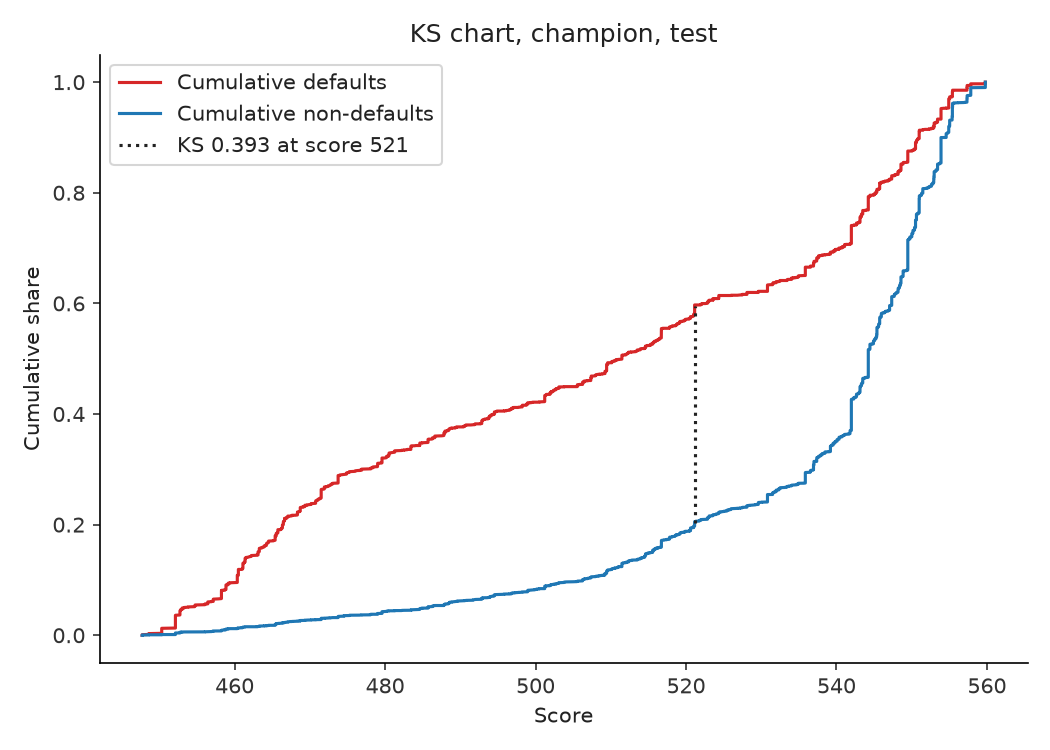 KS chart, champion, test
Cumulative defaults
Cumulative non-defaults
KS 0.393 at score 521
Cumulative share
1.0
0.8
0.6
0.4
0.2
0.0
460 480 500 520 540 560
Score